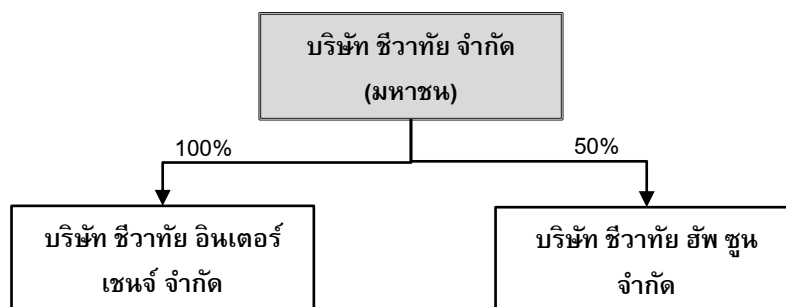 บริษัท ชีวาทัย จำกัด
(มหาชน)
100%
50%
บริษัท ชีวาทัย อินเตอร์
เชนจ์ จำกัด
บริษัท ชีวาทัย ฮัพ ซูน
จำกัด